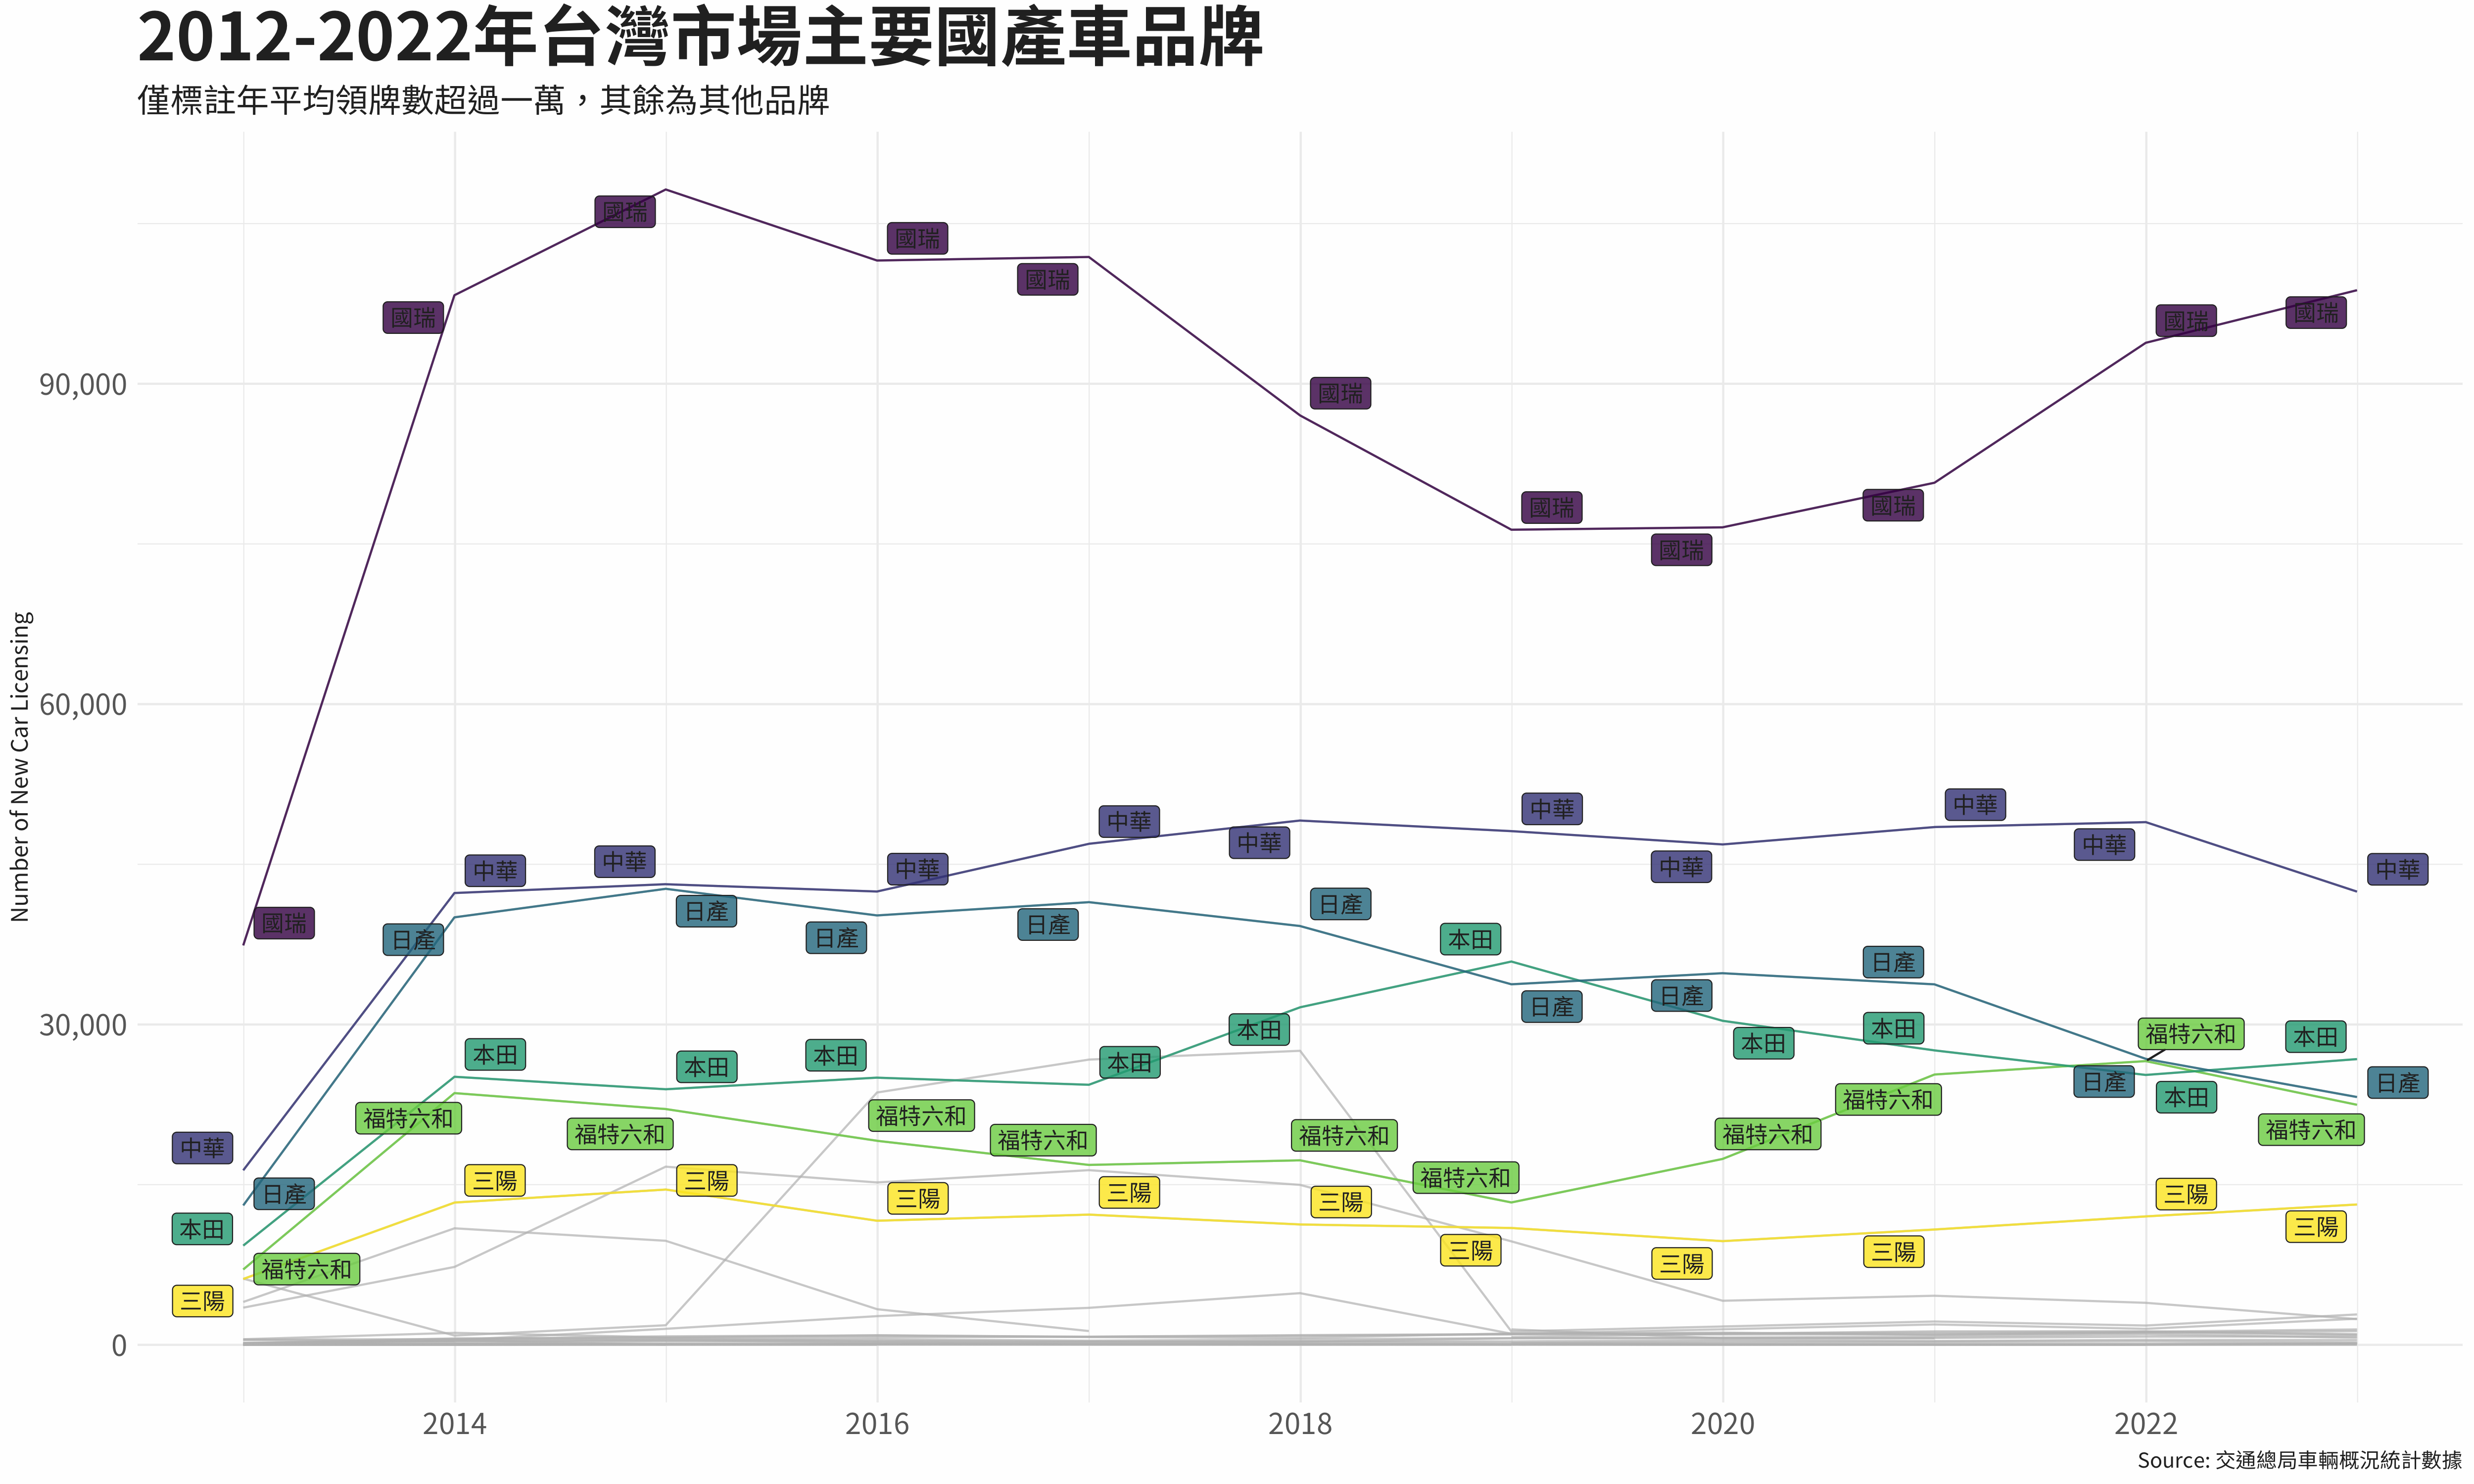 2012-2022年台灣市場主要國產車品牌
僅標註年平均領牌數超過一萬，其餘為其他品牌
Number of New Car Licensing
90,000
60,000
30,000
0
國瑞
國瑞
國瑞
國瑞
國瑞
國瑞
國瑞
國瑞
國瑞
國瑞
國瑞
中華
中華
中華
中華
中華
中華
中華
中華
中華
中華
中華
日產
日產
日產
日產
日產
日產
日產
日產
日產
日產
日產
本田
本田
本田
本田
本田
本田
本田
本田
本田
本田
本田
福特六和
福特六和
福特六和
福特六和
福特六和
福特六和
福特六和
福特六和
福特六和
福特六和
福特六和
三陽
三陽
三陽
三陽
三陽
三陽
三陽
三陽
三陽
三陽
三陽
2014
2016
2018
2020
2022
Source: 交通總局車輛概況統計數據